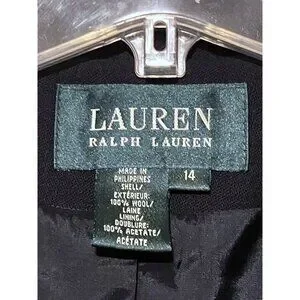 LAUREN
RALPH LAUREN
MADE IN
PHILIPPINES
SHELL/
EXTÉRIEUR:
100% WOOL/
LAINE
LINING/
DOUBLURE:
100% ACETATE/
ACÉTATE
14